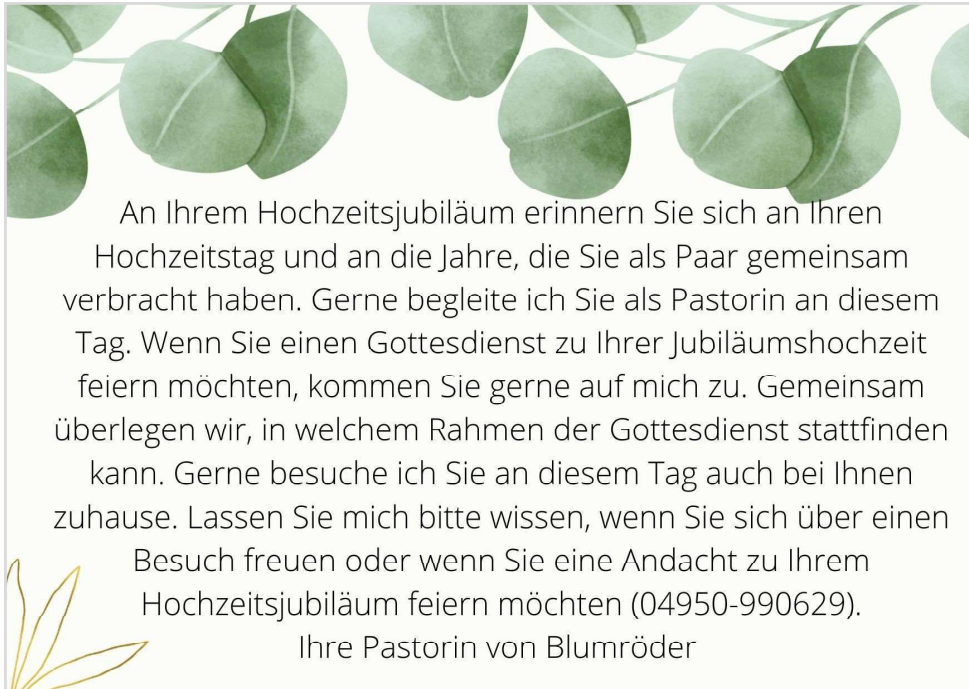 An Ihrem Hochzeitsjubiläum erinnern Sie sich an Ihren
Hochzeitstag und an die Jahre, die Sie als Paar gemeinsam
verbracht haben. Gerne begleite ich Sie als Pastorin an diesem
Tag. Wenn Sie einen Gottesdienst zu Ihrer Jubiläumshochzeit
feiern möchten, kommen Sie gerne auf mich zu. Gemeinsam
überlegen wir, in welchem Rahmen der Gottesdienst stattfinden
kann. Gerne besuche ich Sie an diesem Tag auch bei Ihnen
zuhause. Lassen Sie mich bitte wissen, wenn Sie sich über einen
Besuch freuen oder wenn Sie eine Andacht zu Ihrem
Hochzeitsjubiläum feiern möchten (04950-990629).
Ihre Pastorin von Blumröder